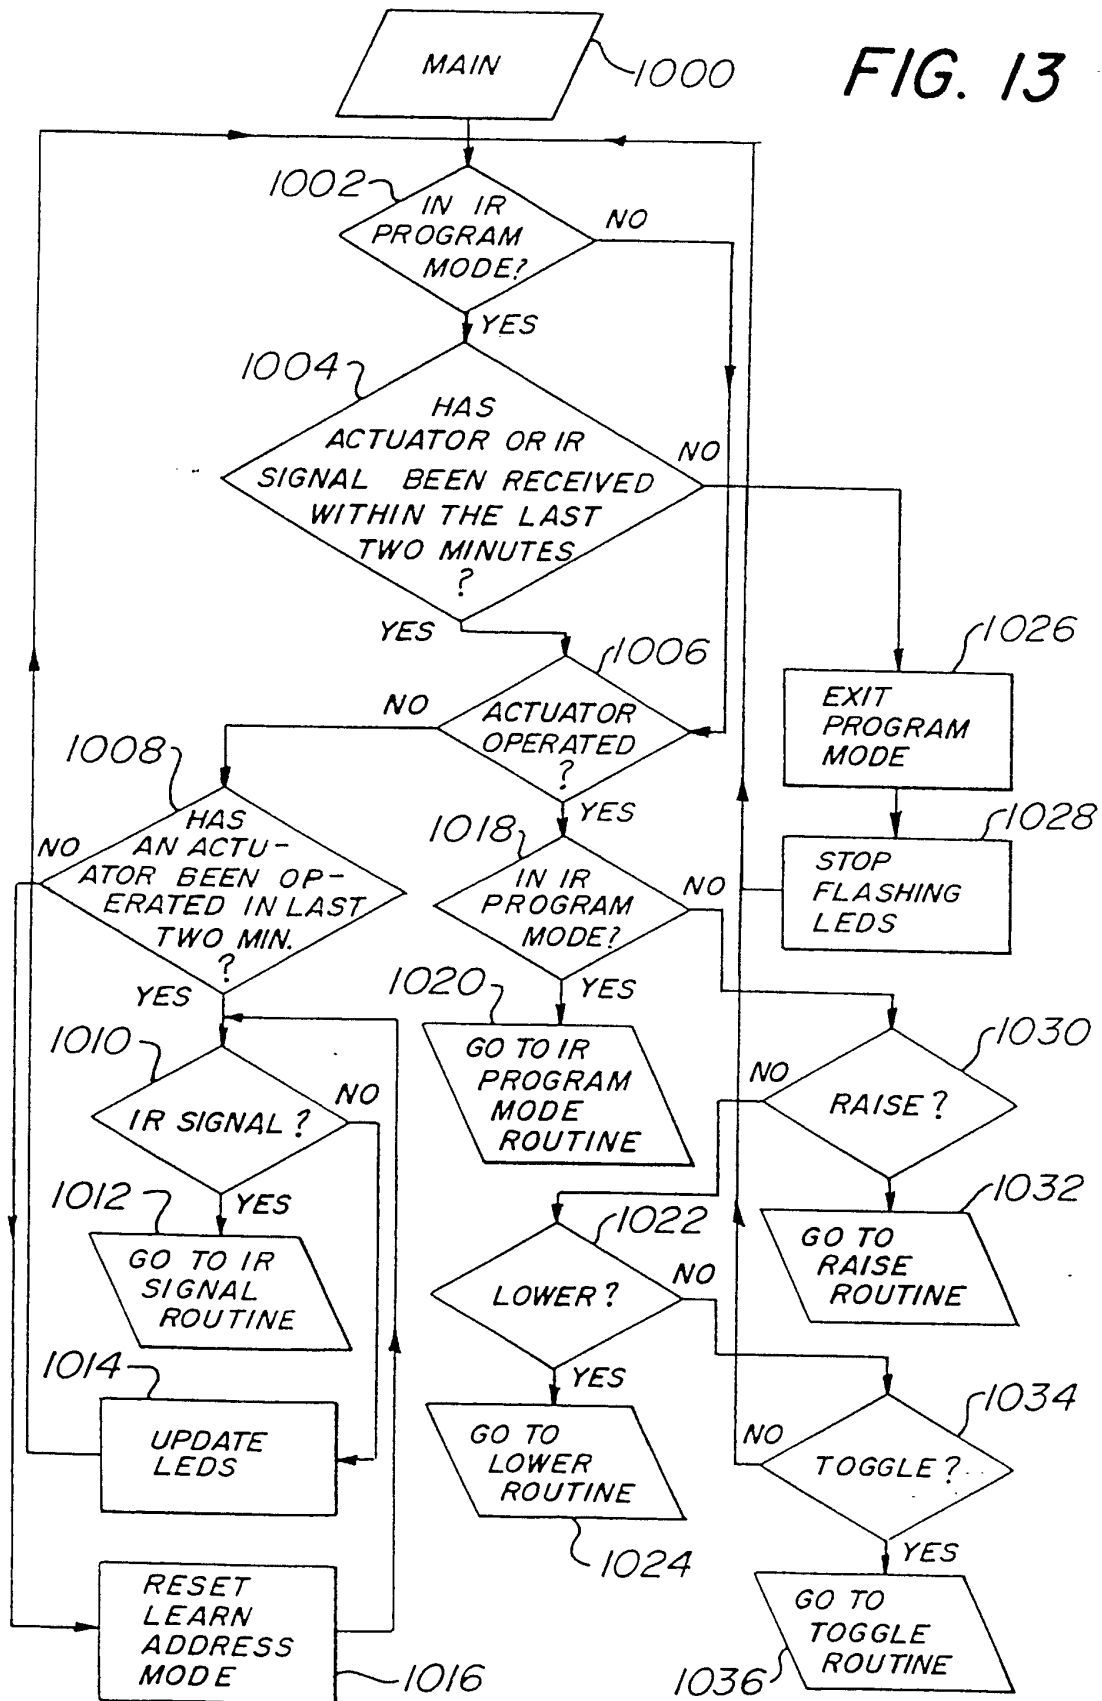 FIG. 13
MAIN
1000
1002
IN IR
PROGRAM
MODE?
NO
YES
1004
HAS
ACTUATOR OR IR
SIGNAL BEEN RECEIVED
WITHIN THE LAST
TWO MINUTES
?
NO
YES
1006
ACTUATOR
OPERATED
?
NO
YES
1026
EXIT
PROGRAM
MODE
1028
STOP
FLASHING
LEDS
1008
HAS
AN ACTU-
ATOR BEEN OP-
ERATED IN LAST
TWO MIN.
?
NO
YES
1018
IN IR
PROGRAM
MODE?
NO
YES
1020
GO TO IR
PROGRAM
MODE
ROUTINE
1010
IR SIGNAL?
NO
YES
1012
GO TO IR
SIGNAL
ROUTINE
1030
RAISE?
NO
YES
1032
GO TO
RAISE
ROUTINE
1022
LOWER?
NO
YES
GO TO
LOWER
ROUTINE
1024
1014
UPDATE
LEDS
1034
TOGGLE?
NO
YES
GO TO
TOGGLE
ROUTINE
1036
RESET
LEARN
ADDRESS
MODE
1016